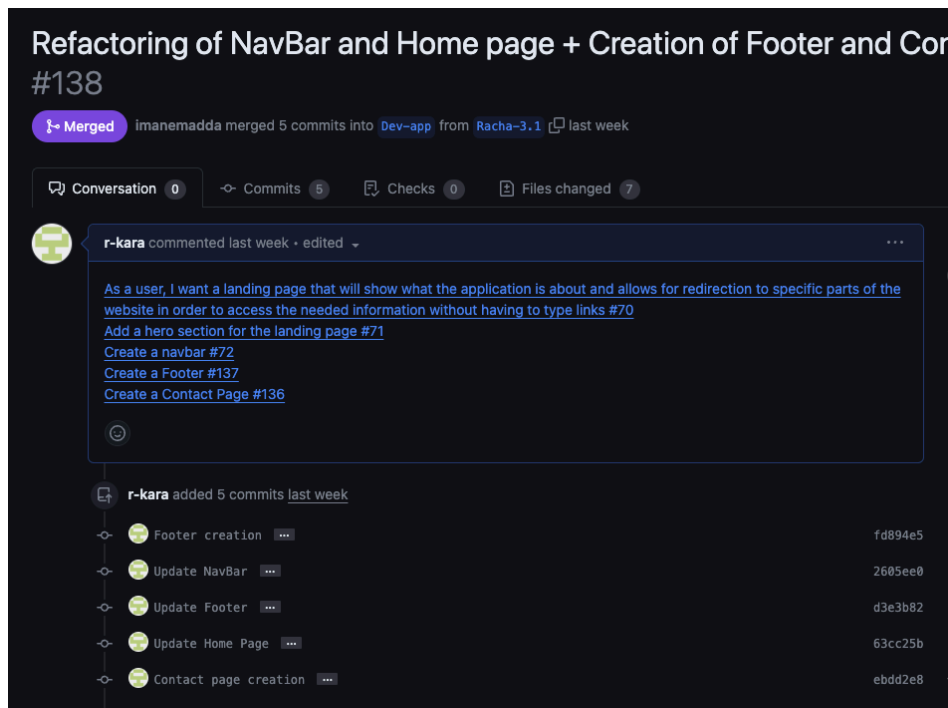 Refactoring of NavBar and Home page + Creation of Footer and
#138
Merged imanemadda merged 5 commits into Dev-app from Racha-3.1 last week
Conversation 0 Commits 5 Checks 0 Files changed 7
r-kara commented last week • edited
As a user, I want a landing page that will show what the application is about and allows for redirection to specific parts of the
website in order to access the needed information without having to type links #70
Add a hero section for the landing page #71
Create a navbar #72
Create a Footer #137
Create a Contact Page #136
r-kara added 5 commits last week
Footer creation ... fd894e5
Update NavBar ... 2605ee0
Update Footer ... d3e3b82
Update Home Page ... 63cc25b
Contact page creation ... ebdd2e8